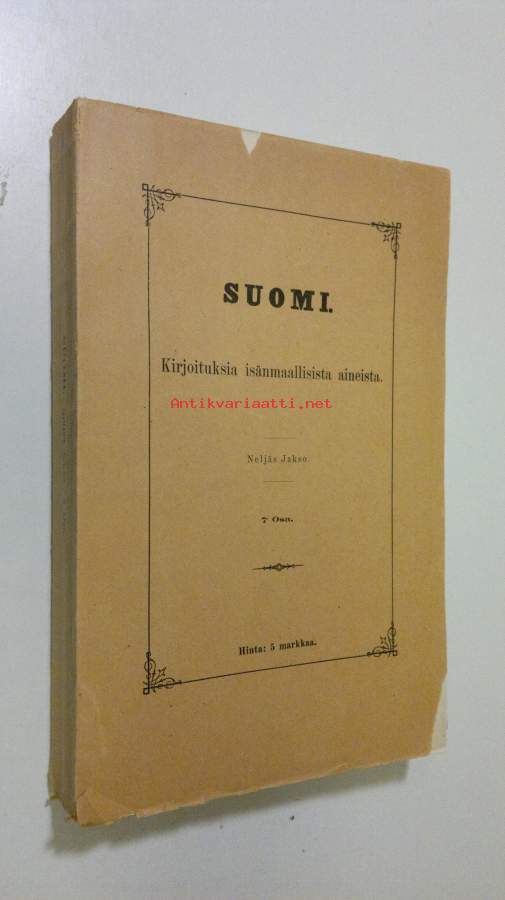 SUOMI.
Kirjoituksia isänmaallisista aineista.
Antikvariaatti.net
Neljäs Jakso
7 Osa.
Hinta: 5 markkaa.